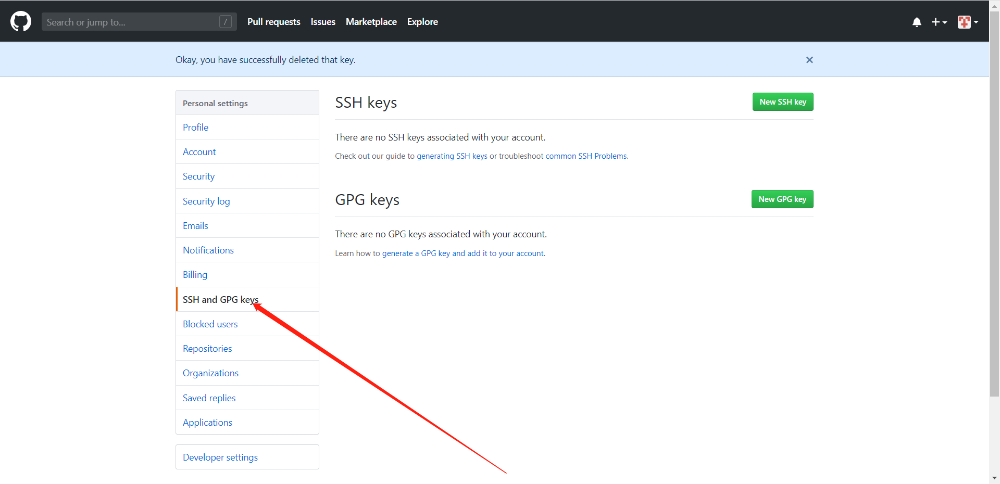 Search or jump to... /
Pull requests Issues Marketplace Explore
Okay, you have successfully deleted that key.
Personal settings
Profile
Account
Security
Security log
Emails
Notifications
Billing
SSH and GPG keys
Blocked users
Repositories
Organizations
Saved replies
Applications
Developer settings
SSH keys
New SSH key
There are no SSH keys associated with your account.
Check out our guide to generating SSH keys or troubleshoot common SSH Problems.
GPG keys
New GPG key
There are no GPG keys associated with your account.
Learn how to generate a GPG key and add it to your account.